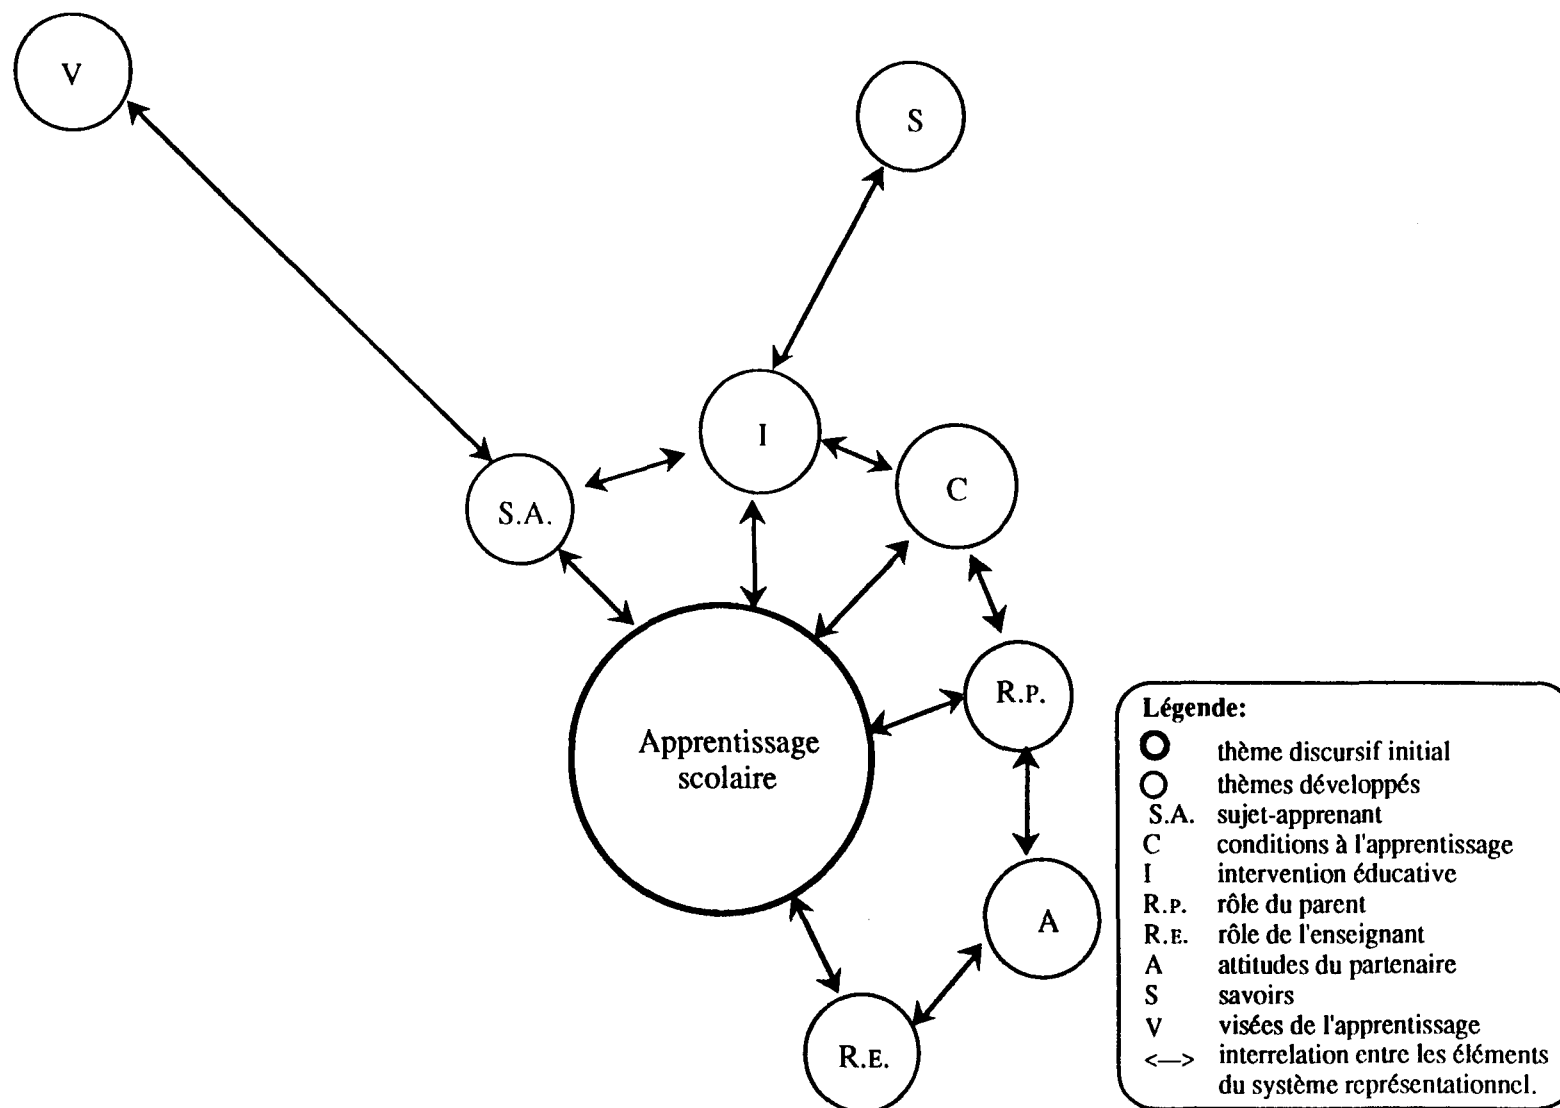 V
S
I
C
S.A.
R.P.
Apprentissage
scolaire
A
R.E.
Légende:
thème discursif initial
thèmes développés
S.A. sujet-apprenant
C conditions à l'apprentissage
I intervention éducative
R.P. rôle du parent
R.E. rôle de l'enseignant
A attitudes du partenaire
S savoirs
V visées de l'apprentissage
<—> interrelation entre les éléments
du système représentationnel.